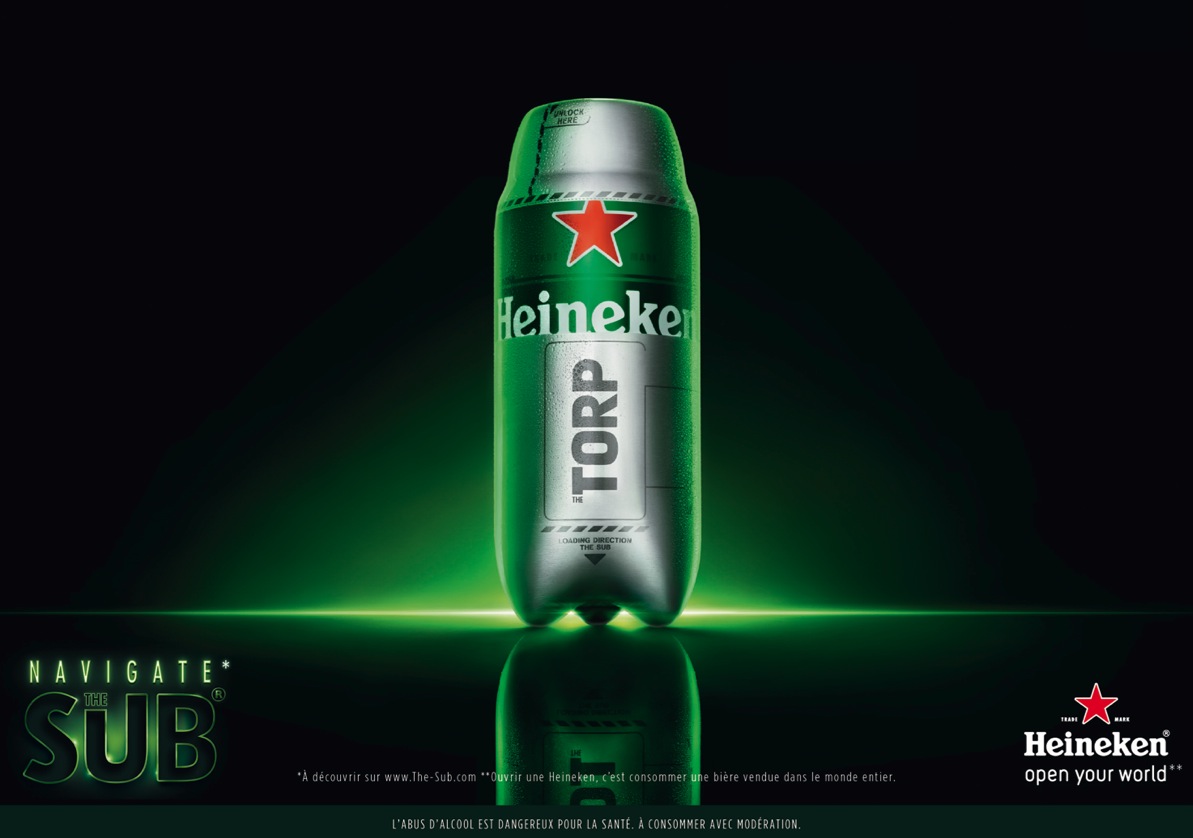 UNLOCK
HERE
Heineken
THE TORP
LOADING DIRECTION
THE SUB
NAVIGATE*
THE
SUB®
TRADE MARK
Heineken®
open your world**
*À découvrir sur www.The-Sub.com **Ouvrir une Heineken, c'est consommer une bière vendue dans le monde entier.
L'ABUS D'ALCOOL EST DANGEREUX POUR LA SANTÉ. À CONSOMMER AVEC MODÉRATION.